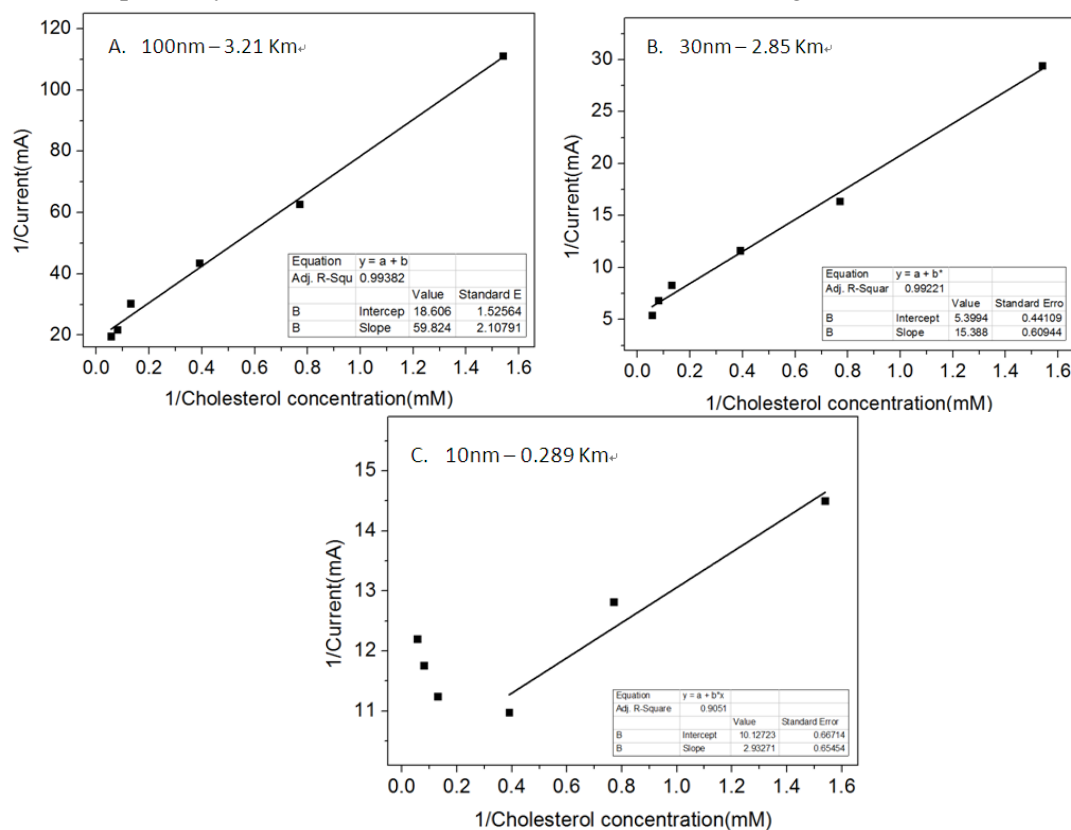 A. 100nm – 3.21 Km↵
120
100
80
60
40
20
1/Current(mA)
0.0 0.2 0.4 0.6 0.8 1.0 1.2 1.4 1.6
1/Cholesterol concentration(mM)
Equation y = a + b
Adj. R-Squ 0.99382
Value Standard E
B Intercep 18.606 1.52564
B Slope 59.824 2.10791
B. 30nm – 2.85 Km↵
30
25
20
15
10
5
1/Current(mA)
0.0 0.2 0.4 0.6 0.8 1.0 1.2 1.4 1.6
1/Cholesterol concentration(mM)
Equation y = a + b*
Adj. R-Squar 0.99221
Value Standard Erro
B Intercept 5.3994 0.44109
B Slope 15.388 0.60944
C. 10nm – 0.289 Km↵
15
14
13
12
11
1/Current(mA)
0.0 0.2 0.4 0.6 0.8 1.0 1.2 1.4 1.6
1/Cholesterol concentration(mM)
Equation y = a + b*x
Adj. R-Square 0.9051
Value Standard Error
B Intercept 10.12723 0.66714
B Slope 2.93271 0.65454